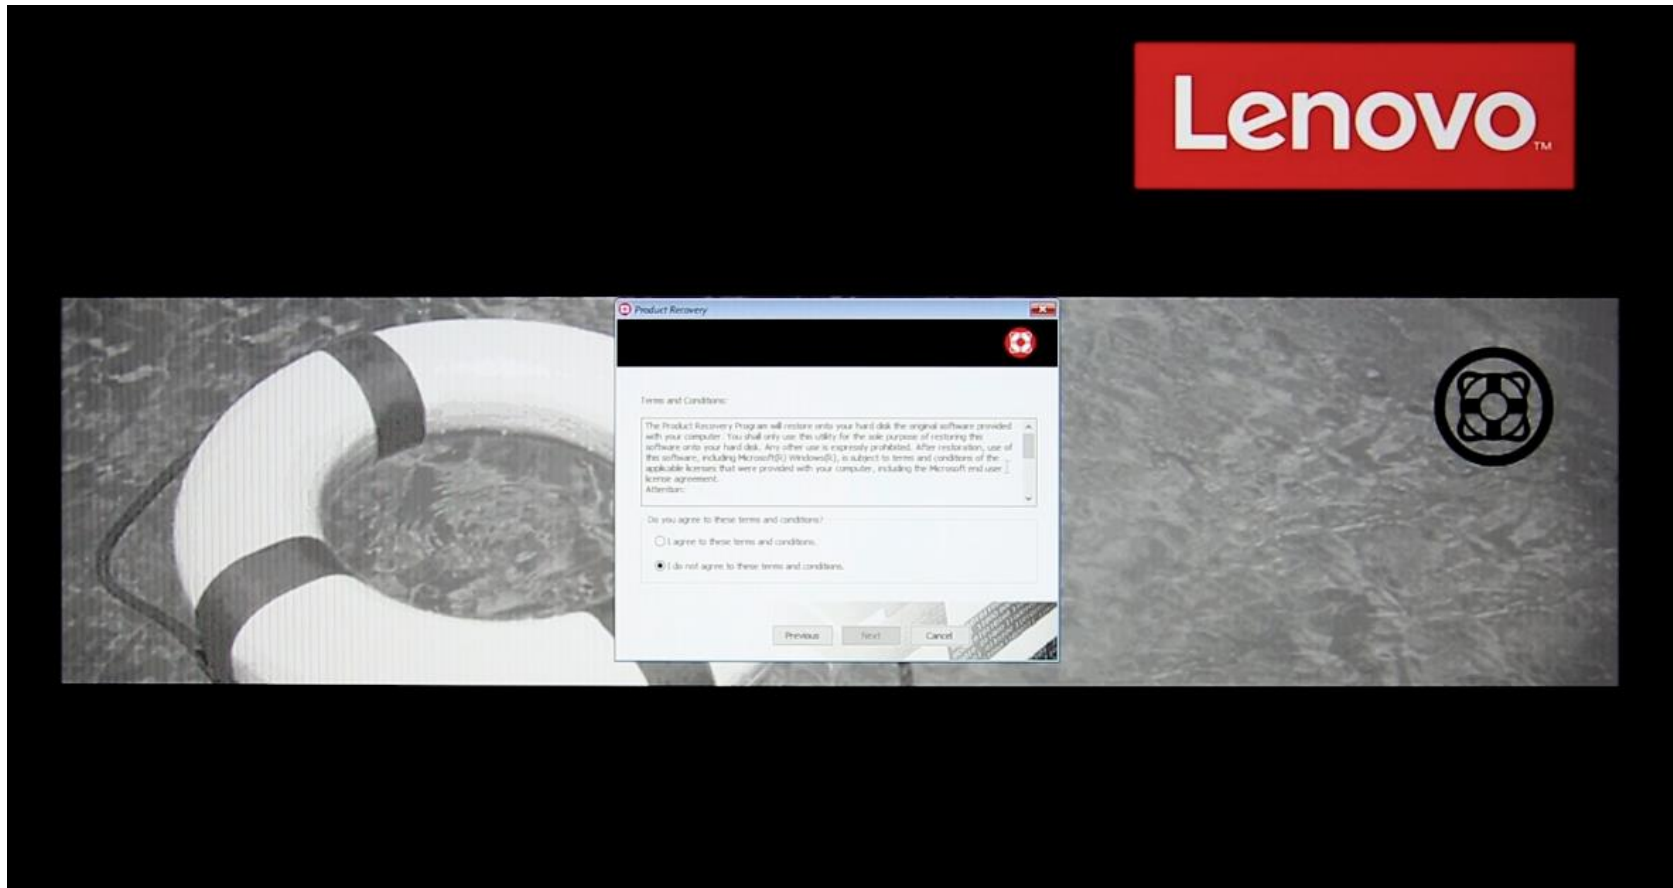 Lenovo
TM
Product Recovery
Terms and Conditions:
The Product Recovery Program will restore onto your hard disk the original software provided
with your computer. You shall only use this utility for the sole purpose of restoring this
software onto your hard disk. Any other use is expressly prohibited. After restoration, use of
this software, including Microsoft(R) Windows(R), is subject to terms and conditions of the
applicable licenses that were provided with your computer, including the Microsoft end user
license agreement.
Attention:
Do you agree to these terms and conditions?
I agree to these terms and conditions.
I do not agree to these terms and conditions.
Previous
Next
Cancel